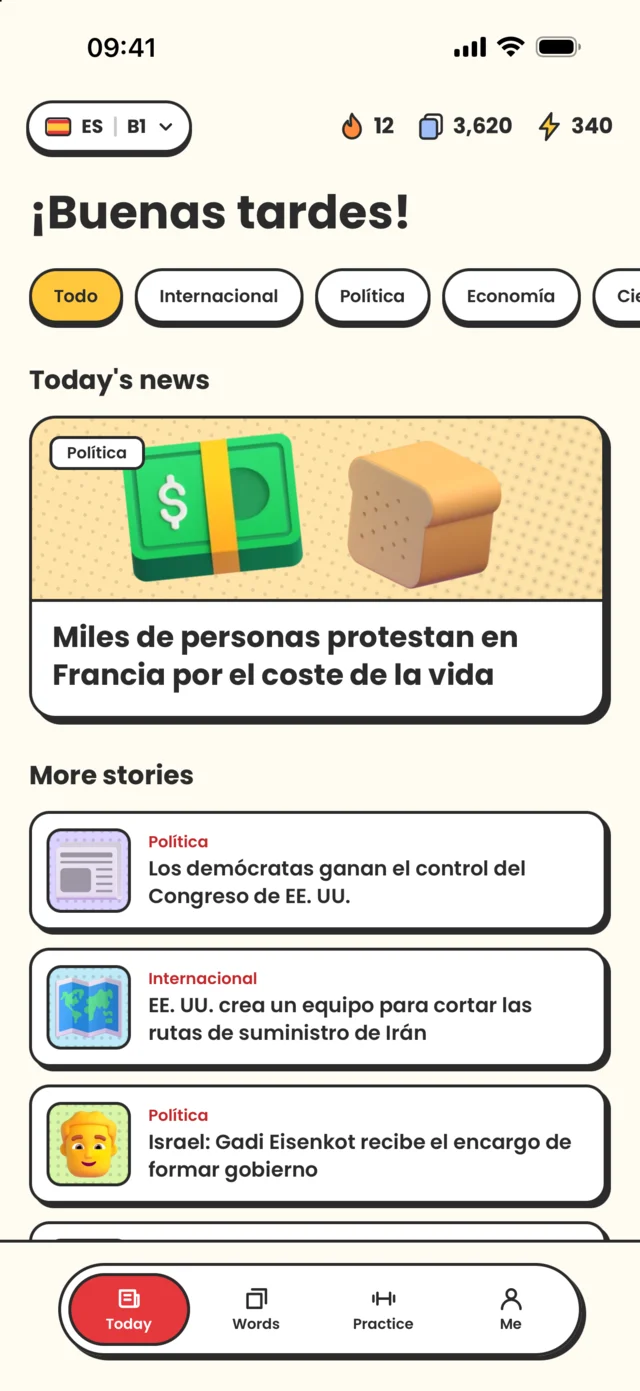 09:41
ES | B1
12
3,620
340
¡Buenas tardes!
Todo
Internacional
Política
Economía
Cie
Today's news
Política
$
Miles de personas protestan en
Francia por el coste de la vida
More stories
Política
Los demócratas ganan el control del
Congreso de EE. UU.
Internacional
EE. UU. crea un equipo para cortar las
rutas de suministro de Irán
Política
Israel: Gadi Eisenkot recibe el encargo de
formar gobierno
Today
Words
Practice
Me